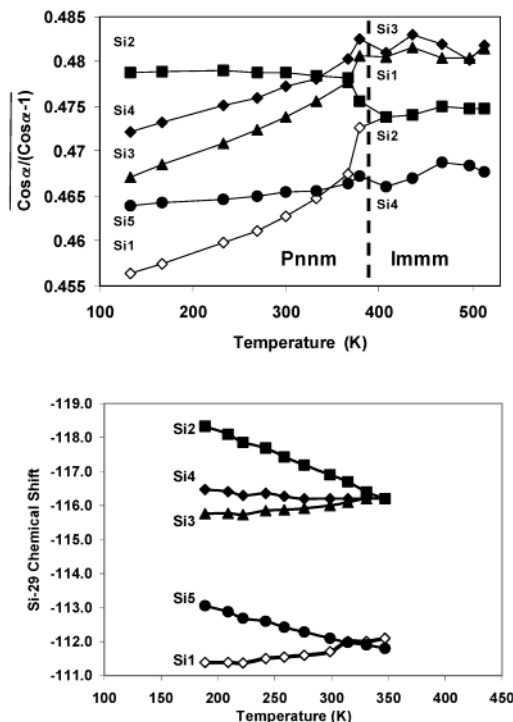 0.485
0.48
0.475
0.47
0.465
0.46
0.455
Cosα/(Cosα-1)
Si2
Si4
Si3
Si5
Si1
Si3
Si1
Si2
Si4
Pnnm
Immm
100
200
300
400
500
Temperature (K)
-119.0
-118.0
-117.0
-116.0
-115.0
-114.0
-113.0
-112.0
-111.0
Si-29 Chemical Shift
Si2
Si4
Si3
Si5
Si1
150
200
250
300
350
400
450
Temperature (K)